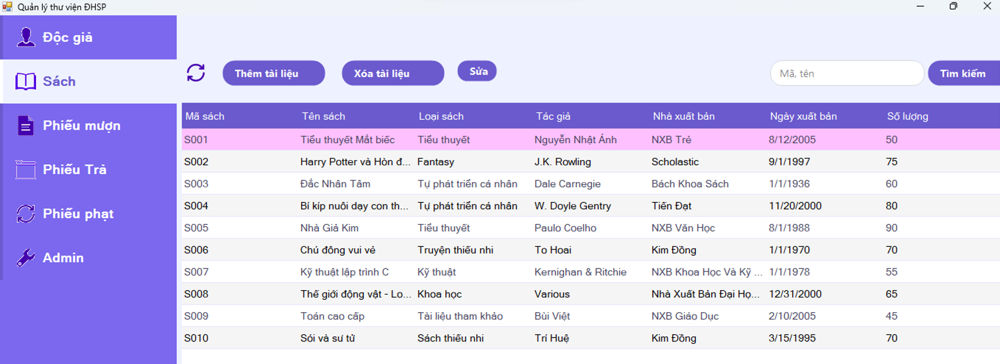 Quản lý thư viện ĐHSP
Độc giả
Sách
Phiếu mượn
Phiếu Trả
Phiếu phạt
Admin
Thêm tài liệu Xóa tài liệu Sửa Mã, tên Tìm kiếm
Mã sách Tên sách Loại sách Tác giả Nhà xuất bản Ngày xuất bản Số lượng
S001 Tiểu thuyết Mắt biếc Tiểu thuyết Nguyễn Nhật Ánh NXB Trẻ 8/12/2005 50
S002 Harry Potter và Hòn đ... Fantasy J.K. Rowling Scholastic 9/1/1997 75
S003 Đắc Nhân Tâm Tự phát triển cá nhân Dale Carnegie Bách Khoa Sách 1/1/1936 60
S004 Bí kíp nuôi dạy con th... Tự phát triển cá nhân W. Doyle Gentry Tiến Đạt 11/20/2000 80
S005 Nhà Giả Kim Tiểu thuyết Paulo Coelho NXB Văn Học 8/1/1988 90
S006 Chú đông vui vẻ Truyện thiếu nhi To Hoai Kim Đồng 1/1/1970 70
S007 Kỹ thuật lập trình C Kỹ thuật Kernighan & Ritchie NXB Khoa Học Và Kỹ ... 1/1/1978 55
S008 Thế giới động vật - Lo... Khoa học Various Nhà Xuất Bản Đại Họ... 12/31/2000 65
S009 Toán cao cấp Tài liệu tham khảo Bùi Việt NXB Giáo Dục 2/10/2005 45
S010 Sói và sư tử Sách thiếu nhi Trí Huệ Kim Đồng 3/15/1995 70